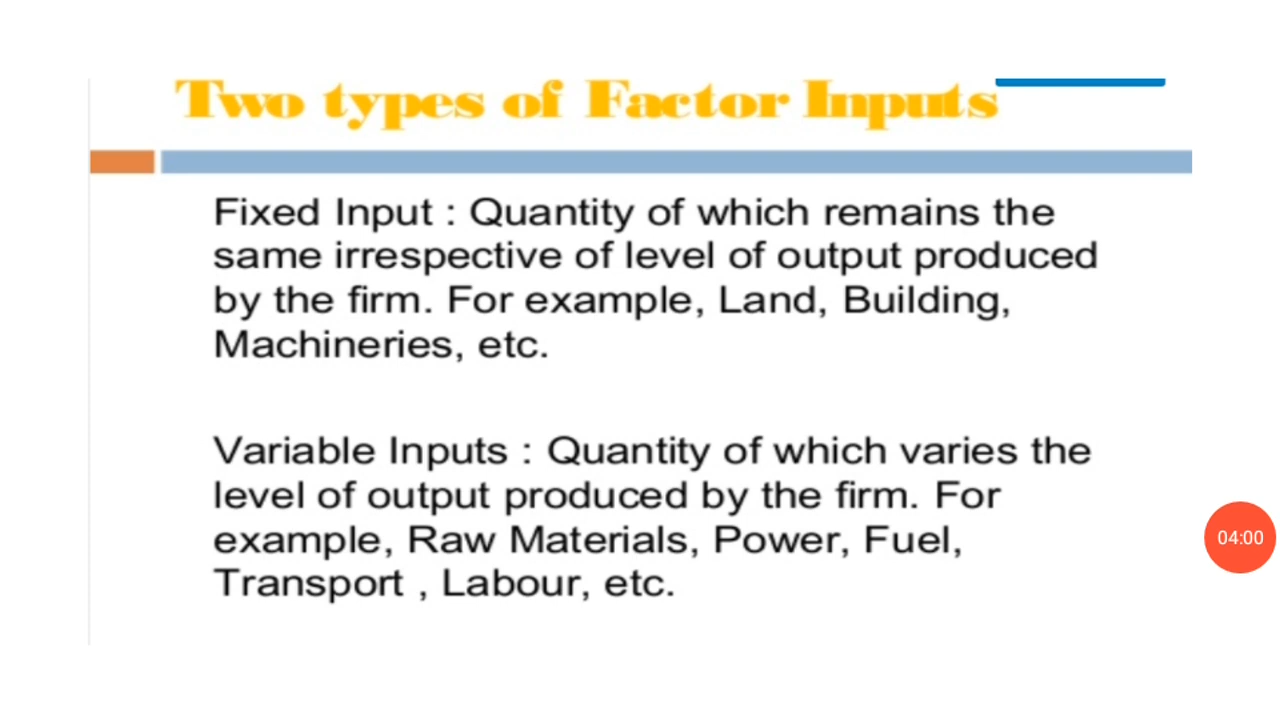 Two types of Factor Inputs
Fixed Input : Quantity of which remains the
same irrespective of level of output produced
by the firm. For example, Land, Building,
Machineries, etc.
Variable Inputs : Quantity of which varies the
level of output produced by the firm. For
example, Raw Materials, Power, Fuel,
Transport , Labour, etc.
04:00